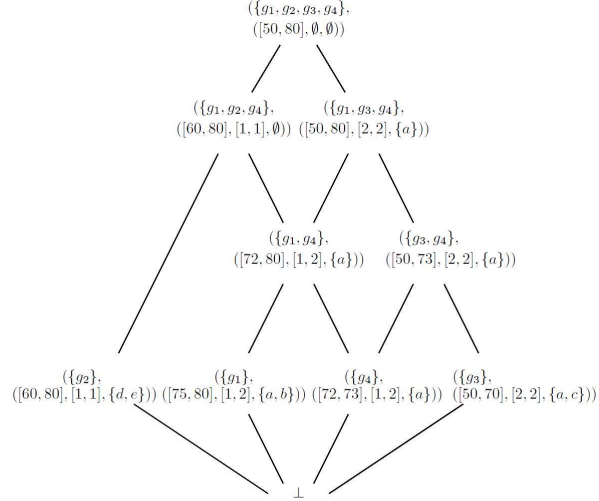 ({g₁, g₂, g₃, g₄},
([50, 80], ∅, ∅))
({g₁, g₂, g₄},
([60, 80], [1, 1], ∅))
({g₁, g₃, g₄},
([50, 80], [2, 2], {a}))
({g₁, g₄},
([72, 80], [1, 2], {a}))
({g₃, g₄},
([50, 73], [2, 2], {a}))
({g₂},
([60, 80], [1, 1], {d, e}))
({g₁},
([75, 80], [1, 2], {a, b}))
({g₄},
([72, 73], [1, 2], {a}))
({g₃},
([50, 70], [2, 2], {a, c}))
⊥